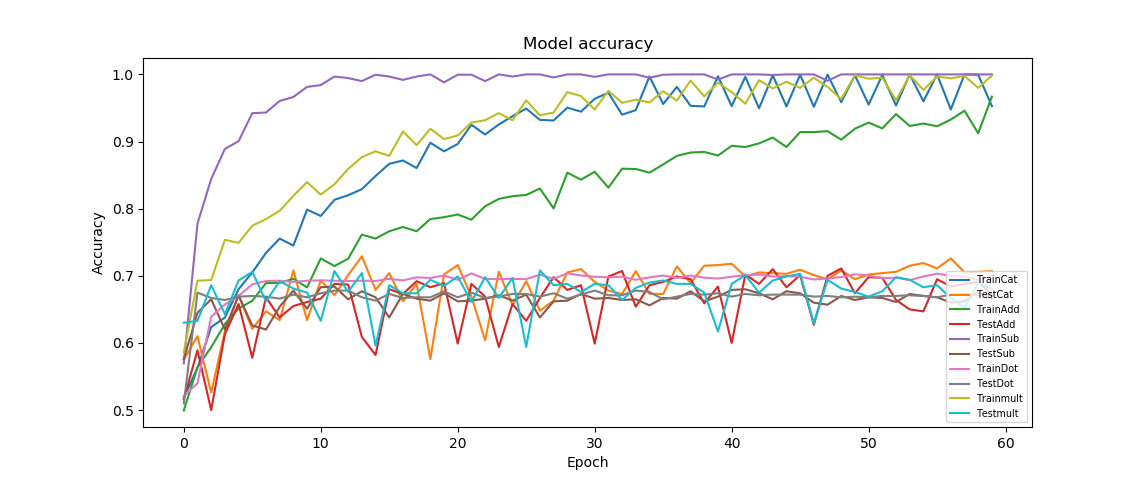 Model accuracy
Accuracy
1.0
0.9
0.8
0.7
0.6
0.5
0
10
20
30
40
50
60
Epoch
TrainCat
TestCat
TrainAdd
TestAdd
TrainSub
TestSub
TrainDot
TestDot
Trainmult
Testmult